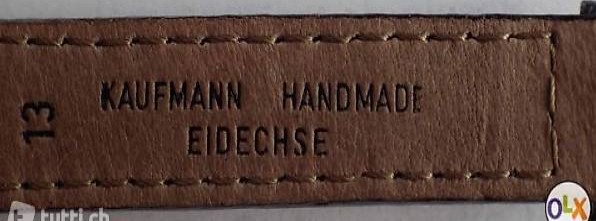 13
KAUFMANN HANDMADE
EIDECHSE
tutti.ch
OLX